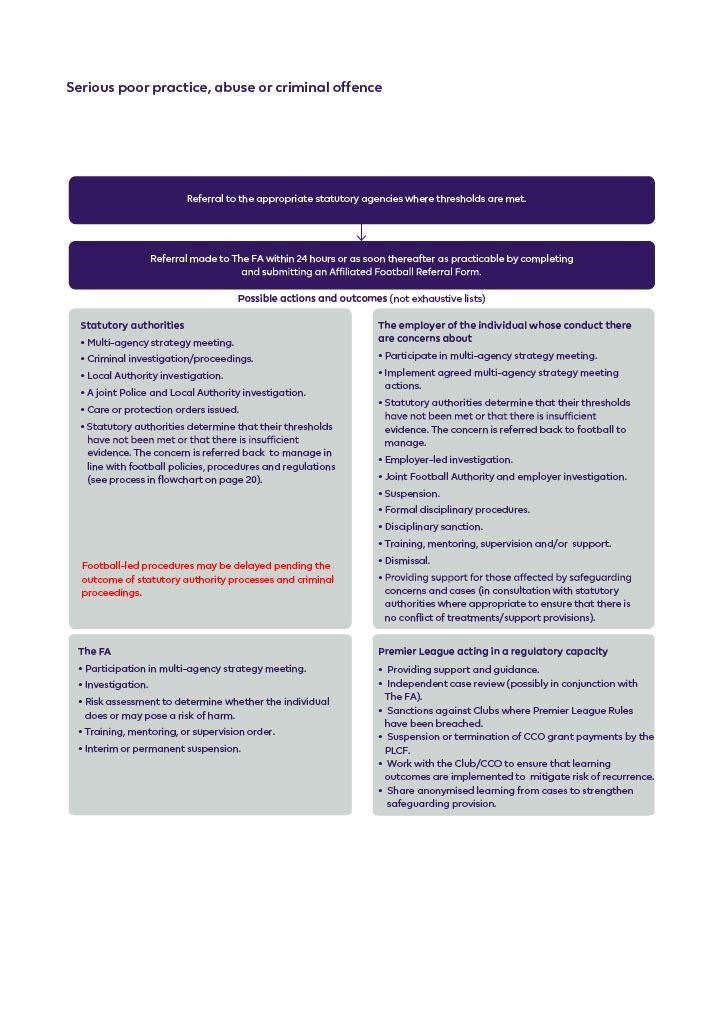 Serious poor practice, abuse or criminal offence
Referral to the appropriate statutory agencies where thresholds are met.
Referral made to The FA within 24 hours or as soon thereafter as practicable by completing
and submitting an Affiliated Football Referral Form.
Possible actions and outcomes (not exhaustive lists)
Statutory authorities
• Multi-agency strategy meeting.
• Criminal investigation/proceedings.
• Local Authority investigation.
• A joint Police and Local Authority investigation.
• Care or protection orders issued.
• Statutory authorities determine that their thresholds
have not been met or that there is insufficient
evidence. The concern is referred back to manage in
line with football policies, procedures and regulations
(see process in flowchart on page 20).
Football-led procedures may be delayed pending the
outcome of statutory authority processes and criminal
proceedings.
The employer of the individual whose conduct there
are concerns about
• Participate in multi-agency strategy meeting.
• Implement agreed multi-agency strategy meeting
actions.
• Statutory authorities determine that their thresholds
have not been met or that there is insufficient
evidence. The concern is referred back to football to
manage.
• Employer-led investigation.
• Joint Football Authority and employer investigation.
• Suspension.
• Formal disciplinary procedures.
• Disciplinary sanction.
• Training, mentoring, supervision and/or support.
• Dismissal.
• Providing support for those affected by safeguarding
concerns and cases (in consultation with statutory
authorities where appropriate to ensure that there is
no conflict of treatments/support provisions).
The FA
• Participation in multi-agency strategy meeting.
• Investigation.
• Risk assessment to determine whether the individual
does or may pose a risk of harm.
• Training, mentoring, or supervision order.
• Interim or permanent suspension.
Premier League acting in a regulatory capacity
• Providing support and guidance.
• Independent case review (possibly in conjunction with
The FA).
• Sanctions against Clubs where Premier League Rules
have been breached.
• Suspension or termination of CCO grant payments by the
PLCF.
• Work with the Club/CCO to ensure that learning
outcomes are implemented to mitigate risk of recurrence.
• Share anonymised learning from cases to strengthen
safeguarding provision.